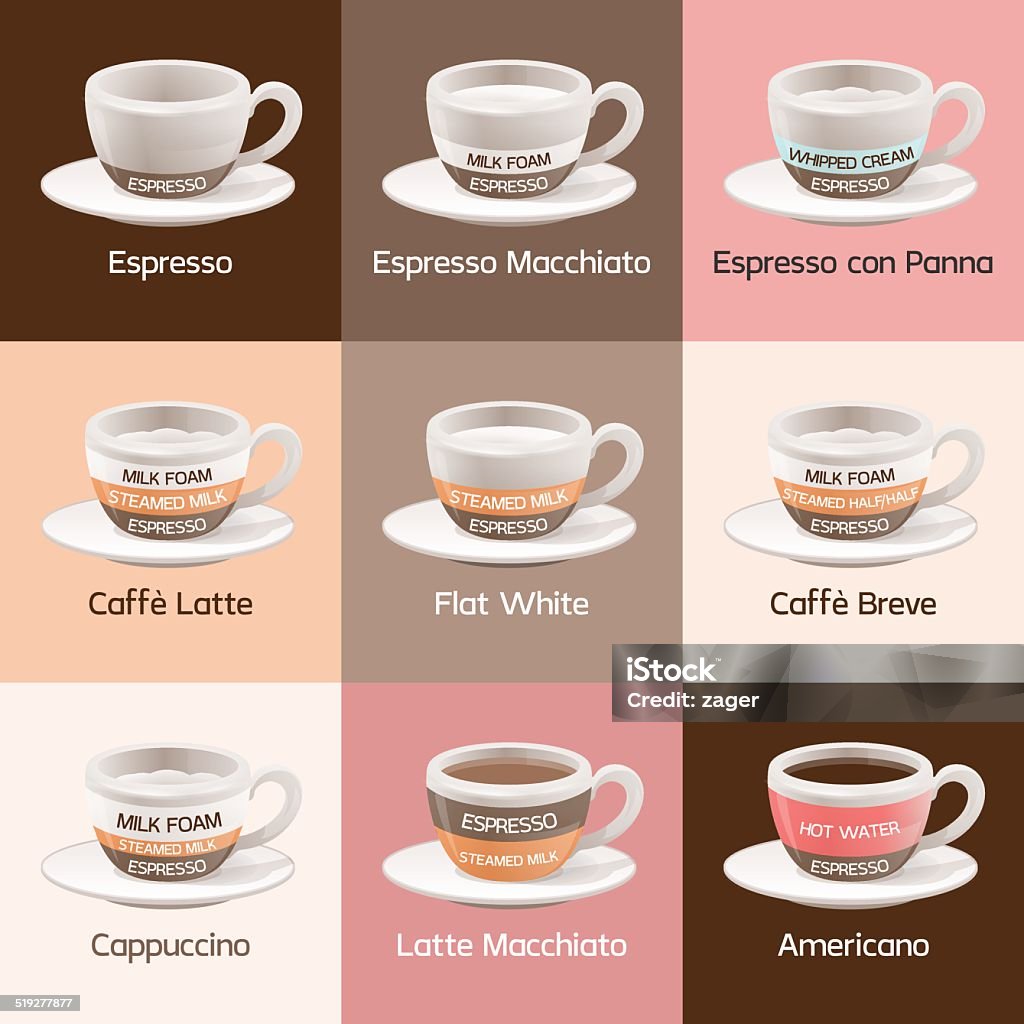 ESPRESSO
Espresso
MILK FOAM
ESPRESSO
Espresso Macchiato
WHIPPED CREAM
ESPRESSO
Espresso con Panna
MILK FOAM
STEAMED MILK
ESPRESSO
Caffè Latte
STEAMED MILK
ESPRESSO
Flat White
MILK FOAM
STEAMED HALF/HALF
ESPRESSO
Caffè Breve
iStock™
Credit: zager
MILK FOAM
STEAMED MILK
ESPRESSO
Cappuccino
ESPRESSO
STEAMED MILK
Latte Macchiato
HOT WATER
ESPRESSO
Americano
519277877